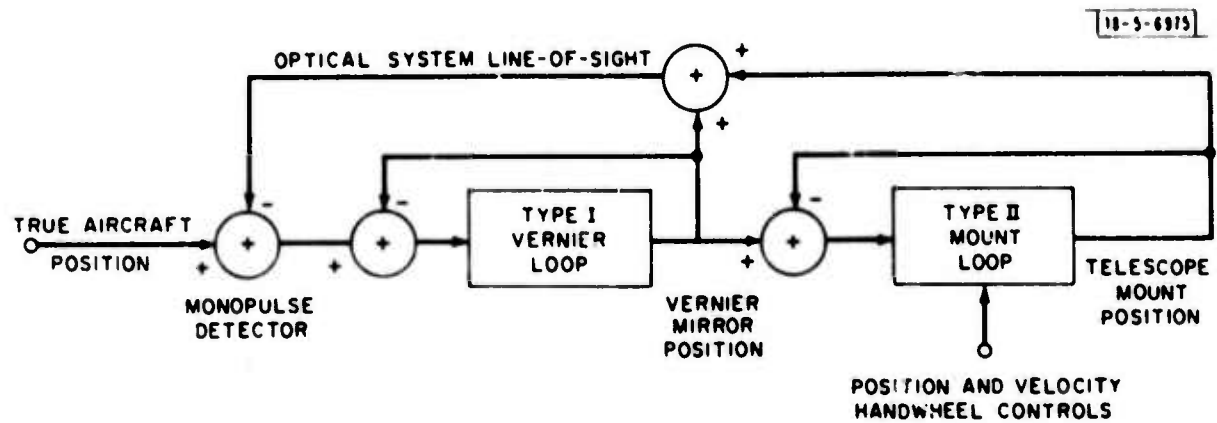 18-5-6975
OPTICAL SYSTEM LINE-OF-SIGHT
+
+
+
-
-
-
TRUE AIRCRAFT
POSITION
+
+
+
+
TYPE I
VERNIER
LOOP
+
+
TYPE II
MOUNT
LOOP
MONOPULSE
DETECTOR
VERNIER
MIRROR
POSITION
TELESCOPE
MOUNT
POSITION
POSITION AND VELOCITY
HANDWHEEL CONTROLS